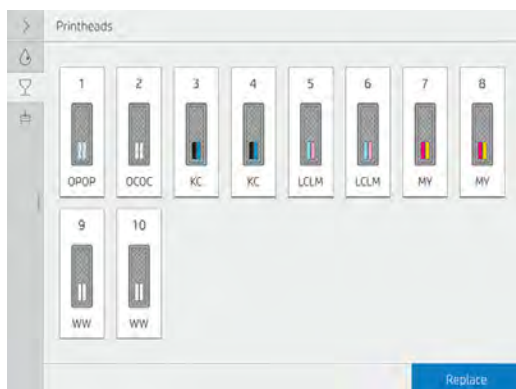 Printheads
1 2 3 4 5 6 7 8
OPOP OCOC KC KC LCLM LCLM MY MY
9 10
WW WW
Replace